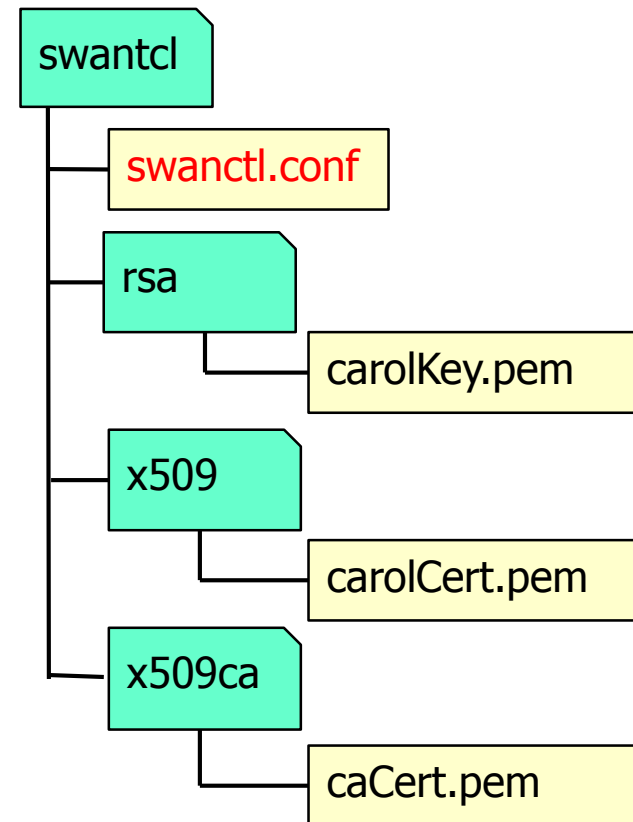 swantcl
swanctl.conf
rsa
carolKey.pem
x509
carolCert.pem
x509ca
caCert.pem